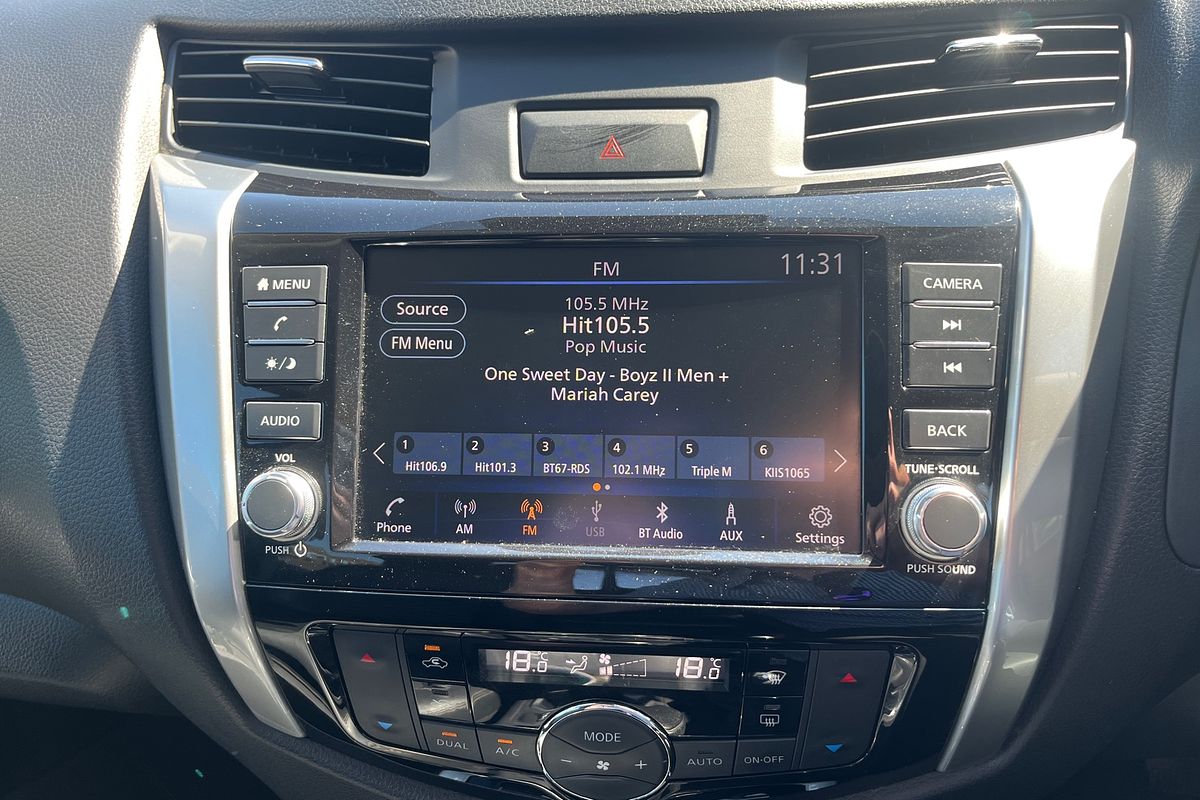 FM
11:31
MENU
CAMERA
Source
105.5 MHz
Hit105.5
FM Menu
Pop Music
One Sweet Day - Boyz II Men +
Mariah Carey
AUDIO
BACK
VOL
TUNE·SCROLL
1 2 3 4 5 6
Hit106.9 Hit101.3 BT67-RDS 102.1 MHz Triple M KIIS1065
Phone AM FM USB BT Audio AUX Settings
PUSH
PUSH SOUND
18.0°C 18.0°C
DUAL A/C MODE AUTO ON·OFF
- +